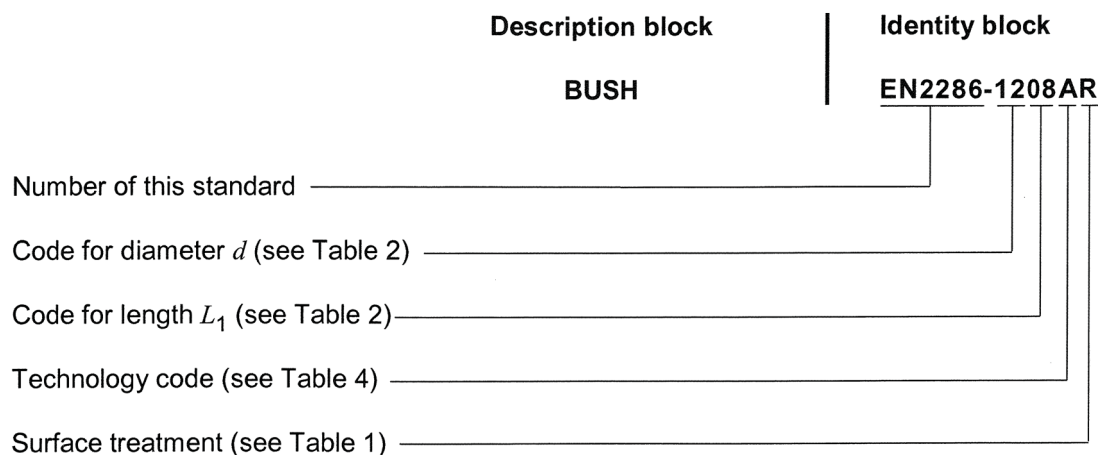 Description block Identity block
BUSH EN2286-1208AR
Number of this standard
Code for diameter d (see Table 2)
Code for length L1 (see Table 2)
Technology code (see Table 4)
Surface treatment (see Table 1)